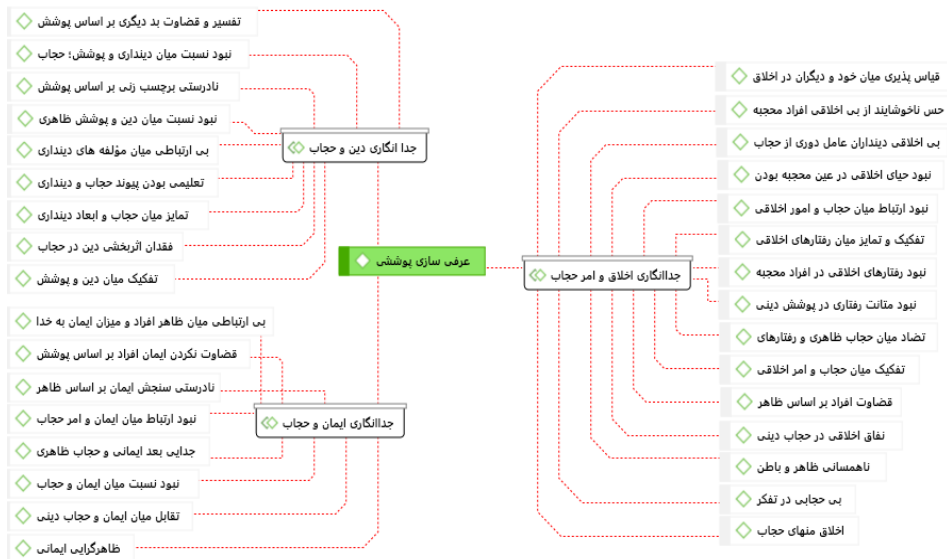 تفسیر و قضاوت بد دیگری بر اساس پوشش
نبود نسبت میان دینداری و پوشش؛ حجاب
نادرستی برچسب زنی بر اساس پوشش
نبود نسبت میان دین و پوشش ظاهری
بی ارتباطی میان مؤلفه های دینداری
تعلیمی بودن پیوند حجاب و دینداری
تمایز میان حجاب و ابعاد دینداری
فقدان اثربخشی دین در حجاب
تفکیک میان دین و پوشش
جدا انگاری دین و حجاب
بی ارتباطی میان ظاهر افراد و میزان ایمان به خدا
قضاوت نکردن ایمان افراد بر اساس پوشش
نادرستی سنجش ایمان بر اساس ظاهر
نبود ارتباط میان ایمان و امر حجاب
جدایی بعد ایمانی و حجاب ظاهری
نبود نسبت میان ایمان و حجاب
تقابل میان ایمان و حجاب دینی
ظاهرگرایی ایمانی
جداانگاری ایمان و حجاب
عرفی سازی پوششی
جداانگاری اخلاق و امر حجاب
قیاس پذیری میان خود و دیگران در اخلاق
حس ناخوشایند از بی اخلاقی افراد محجبه
بی اخلاقی دینداران عامل دوری از حجاب
نبود حیای اخلاقی در عین محجبه بودن
نبود ارتباط میان حجاب و امور اخلاقی
تفکیک و تمایز میان رفتارهای اخلاقی
نبود رفتارهای اخلاقی در افراد محجبه
نبود متانت رفتاری در پوشش دینی
تضاد میان حجاب ظاهری و رفتارهای
تفکیک میان حجاب و امر اخلاقی
قضاوت افراد بر اساس ظاهر
نفاق اخلاقی در حجاب دینی
ناهمسانی ظاهر و باطن
بی حجابی در تفکر
اخلاق منهای حجاب